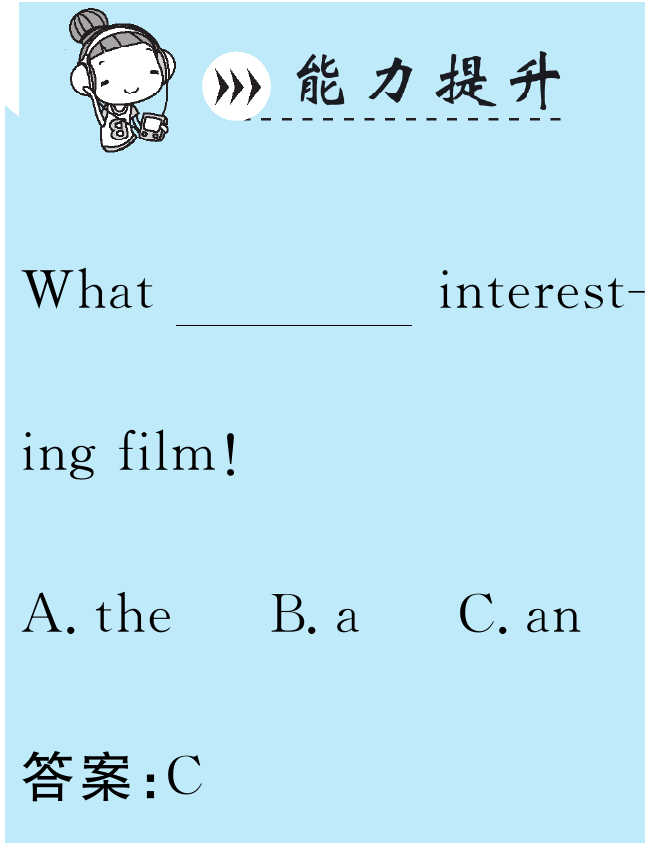 能力提升
What ________ interest-
ing film!
A. the B. a C. an
答案:C